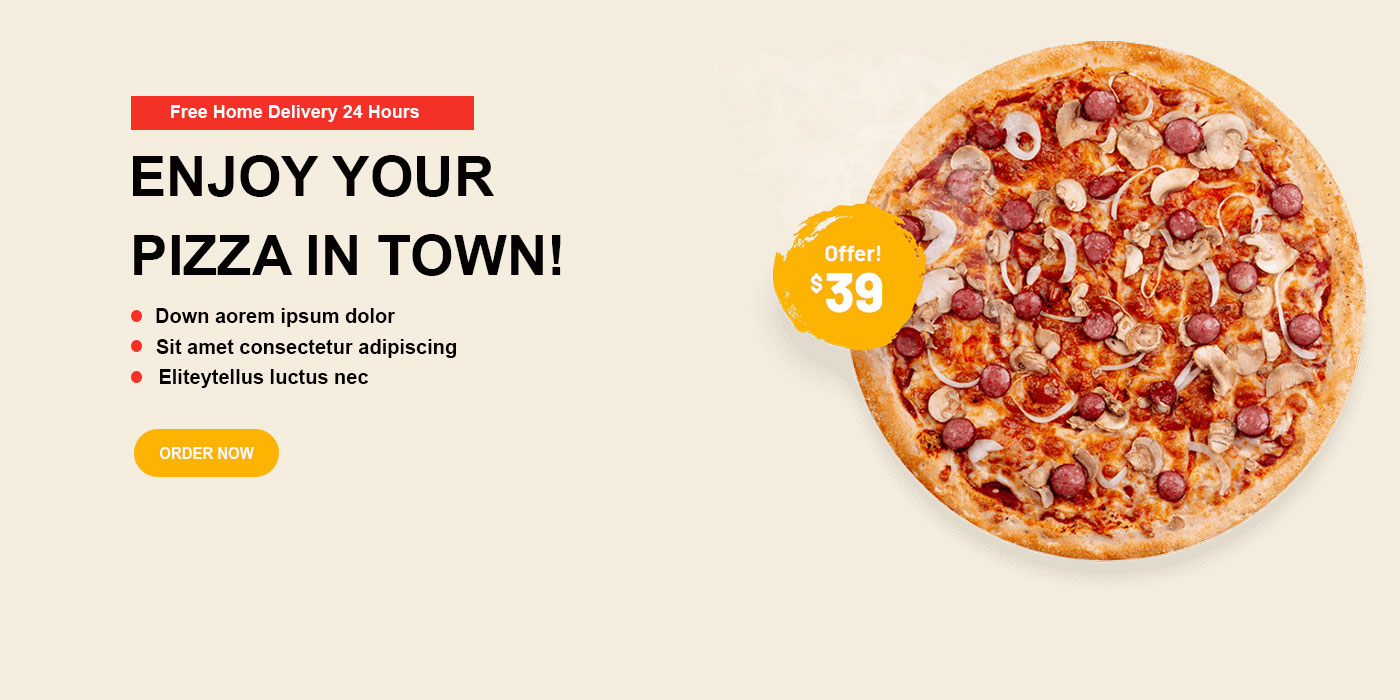 Free Home Delivery 24 Hours
ENJOY YOUR
PIZZA IN TOWN!
Down aorem ipsum dolor
Sit amet consectetur adipiscing
Eliteytellus luctus nec
ORDER NOW
Offer!
$39